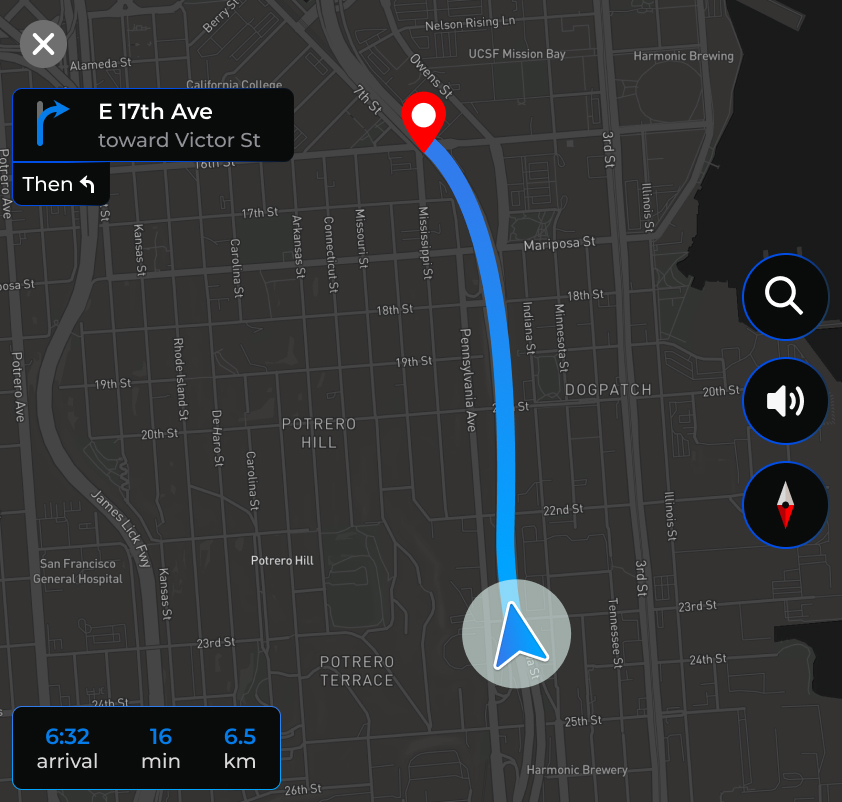 Berry St
Nelson Rising Ln
UCSF Mission Bay
Harmonic Brewing
Alameda St
Owens St
California College
7th St
E 17th Ave
toward Victor St
3rd St
16th St
Potrero Ave
Then
17th St
Illinois St
Kansas St
Carolina St
Arkansas St
Connecticut St
Missouri St
Mississippi St
Mariposa St
osa St
18th St
18th St
Indiana St
Minnesota St
Potrero Ave
Rhode Island St
19th St
19th St
Pennsylvania Ave
DOGPATCH
20th St
De Haro St
POTRERO
HILL
20th St
Carolina St
James Lick Fwy
22nd St
Illinois St
San Francisco
General Hospital
Potrero Hill
Kansas St
3rd St
Tennessee St
23rd St
23rd St
POTRERO
TERRACE
24th St
24th St
25th St
6:32
arrival
16
min
6.5
km
Harmonic Brewery
26th St